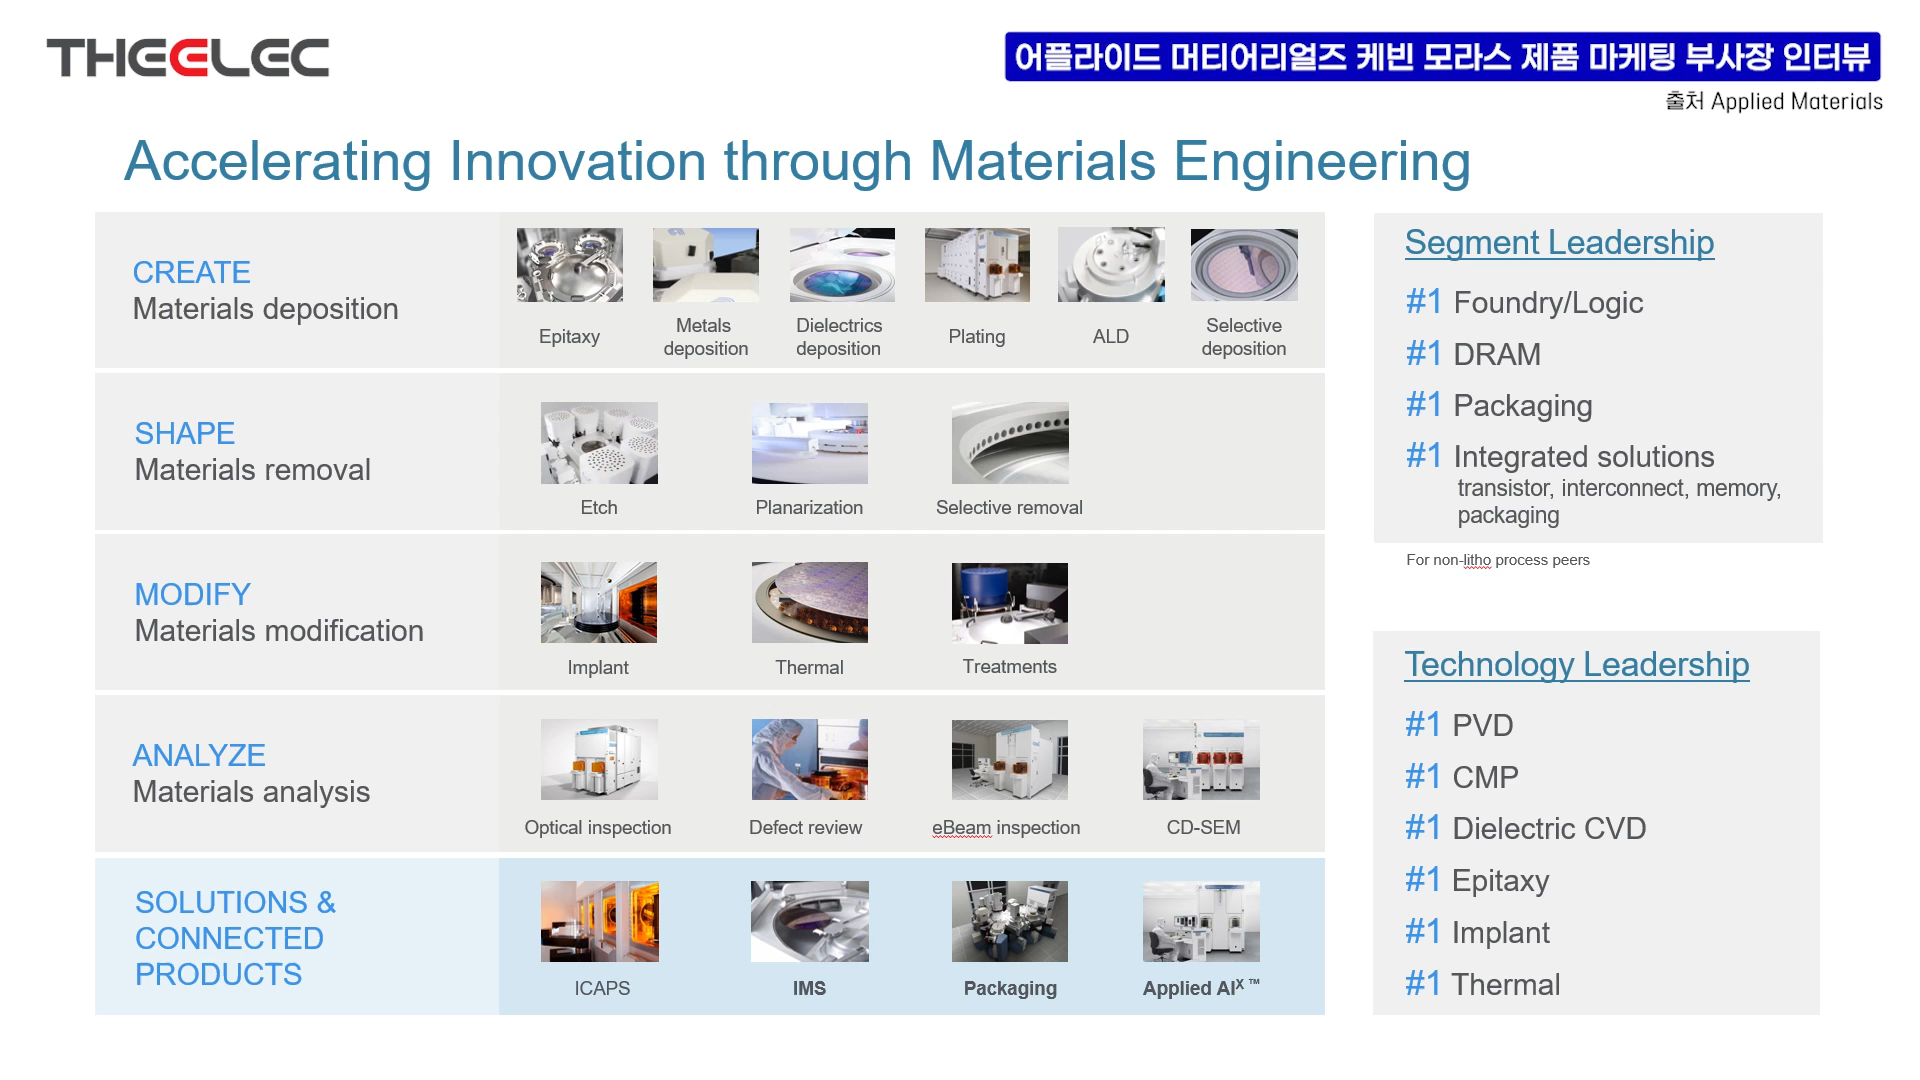 THEELEC
어플라이드 머티어리얼즈 케빈 모라스 제품 마케팅 부사장 인터뷰
출처 Applied Materials
Accelerating Innovation through Materials Engineering
CREATE
Materials deposition
Epitaxy
Metals
deposition
Dielectrics
deposition
Plating
ALD
Selective
deposition
SHAPE
Materials removal
Etch
Planarization
Selective removal
MODIFY
Materials modification
Implant
Thermal
Treatments
ANALYZE
Materials analysis
Optical inspection
Defect review
eBeam inspection
CD-SEM
SOLUTIONS &
CONNECTED
PRODUCTS
ICAPS
IMS
Packaging
Applied AIX ™
Segment Leadership
#1 Foundry/Logic
#1 DRAM
#1 Packaging
#1 Integrated solutions
transistor, interconnect, memory,
packaging
For non-litho process peers
Technology Leadership
#1 PVD
#1 CMP
#1 Dielectric CVD
#1 Epitaxy
#1 Implant
#1 Thermal